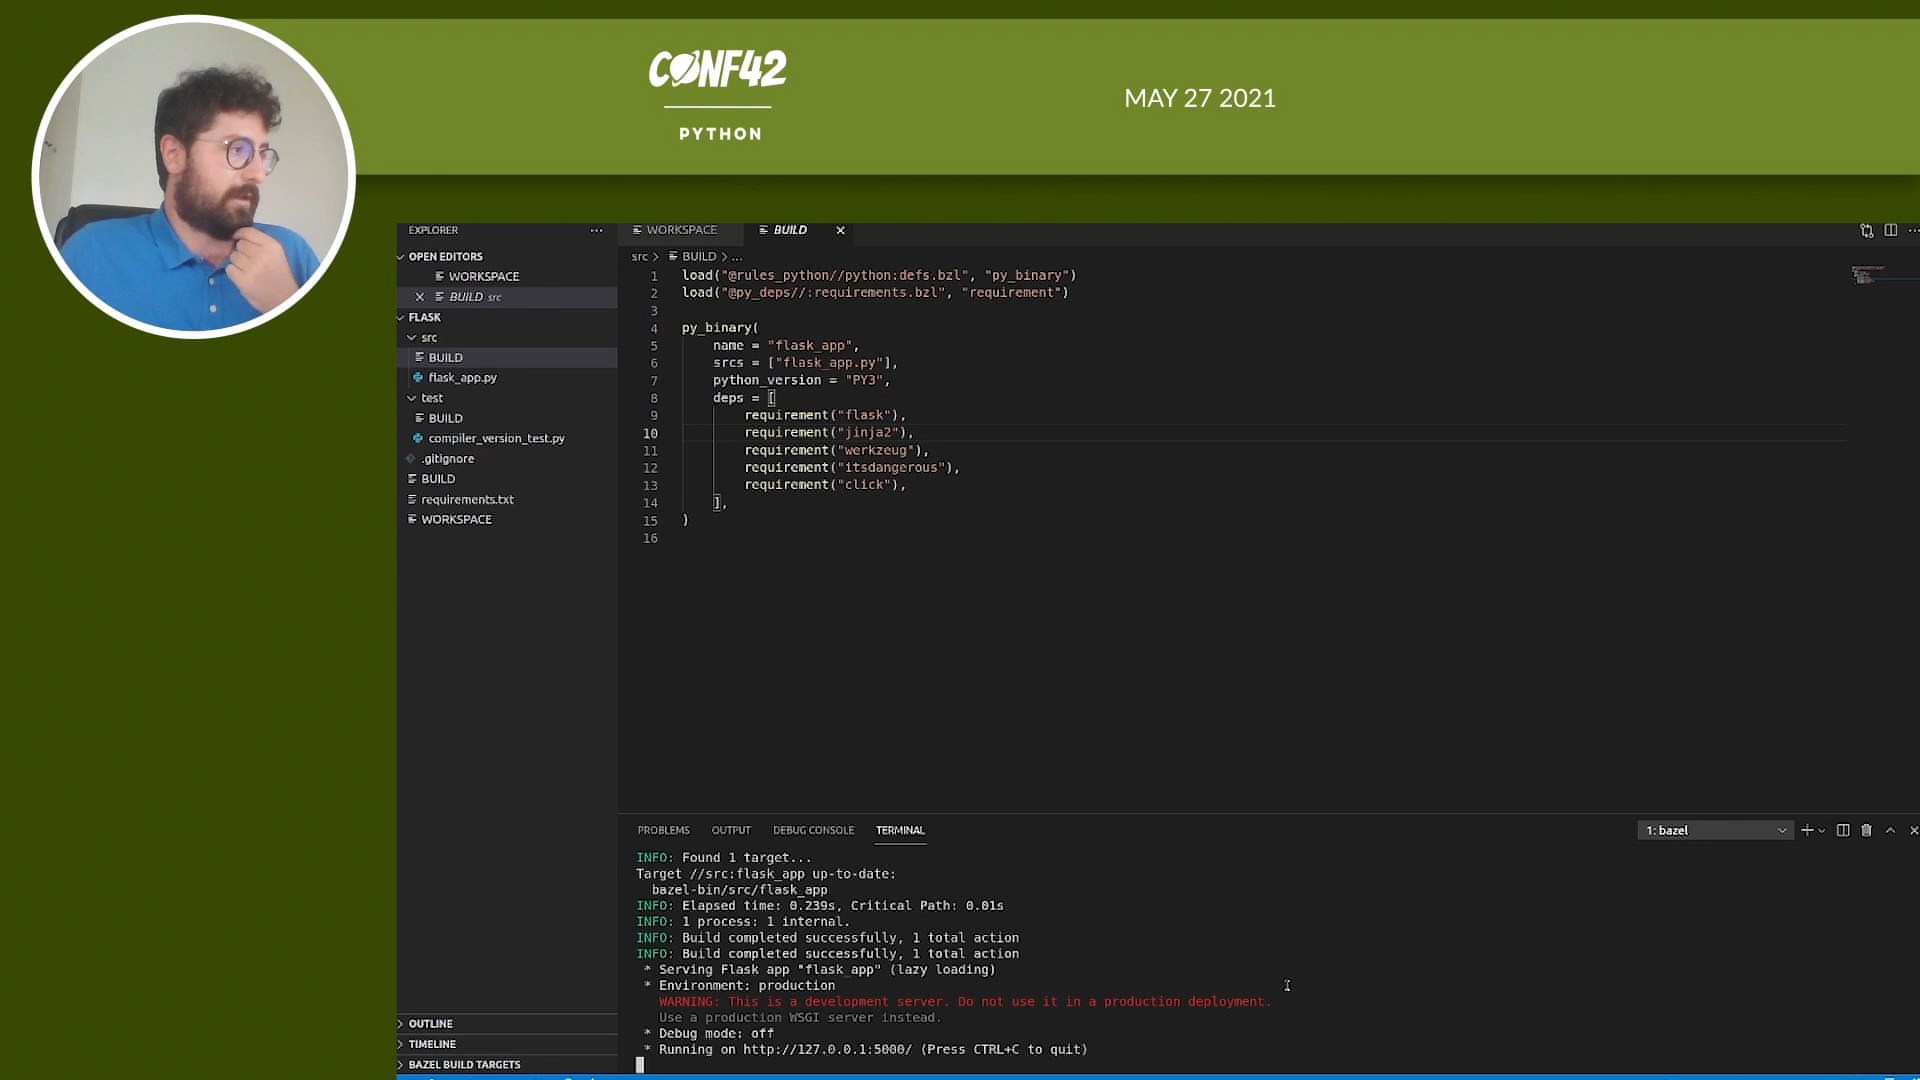 CONF42
PYTHON
MAY 27 2021
EXPLORER
OPEN EDITORS
WORKSPACE
BUILD src
FLASK
src
BUILD
flask_app.py
test
BUILD
compiler_version_test.py
.gitignore
BUILD
requirements.txt
WORKSPACE
OUTLINE
TIMELINE
BAZEL BUILD TARGETS
WORKSPACE
BUILD
src > BUILD > ...
1 load("@rules_python//python:defs.bzl", "py_binary")
2 load("@py_deps//:requirements.bzl", "requirement")
3
4 py_binary(
5 name = "flask_app",
6 srcs = ["flask_app.py"],
7 python_version = "PY3",
8 deps = [
9 requirement("flask"),
10 requirement("jinja2"),
11 requirement("werkzeug"),
12 requirement("itsdangerous"),
13 requirement("click"),
14 ],
15 )
16
PROBLEMS OUTPUT DEBUG CONSOLE TERMINAL
1: bazel
INFO: Found 1 target...
Target //src:flask_app up-to-date:
bazel-bin/src/flask_app
INFO: Elapsed time: 0.239s, Critical Path: 0.01s
INFO: 1 process: 1 internal.
INFO: Build completed successfully, 1 total action
INFO: Build completed successfully, 1 total action
* Serving Flask app "flask_app" (lazy loading)
* Environment: production
WARNING: This is a development server. Do not use it in a production deployment.
Use a production WSGI server instead.
* Debug mode: off
* Running on http://127.0.0.1:5000/ (Press CTRL+C to quit)